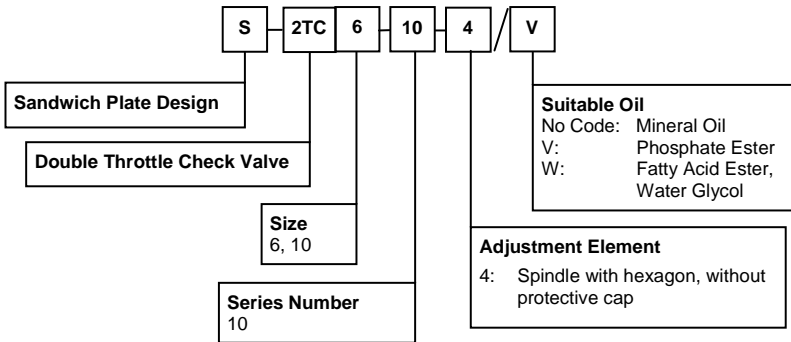 S - 2TC 6 - 10 - 4 / V
Sandwich Plate Design
Double Throttle Check Valve
Size
6, 10
Series Number
10
Suitable Oil
No Code: Mineral Oil
V: Phosphate Ester
W: Fatty Acid Ester,
Water Glycol
Adjustment Element
4: Spindle with hexagon, without
protective cap